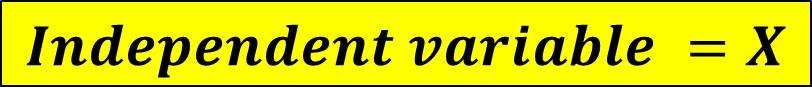 Independent variable = X